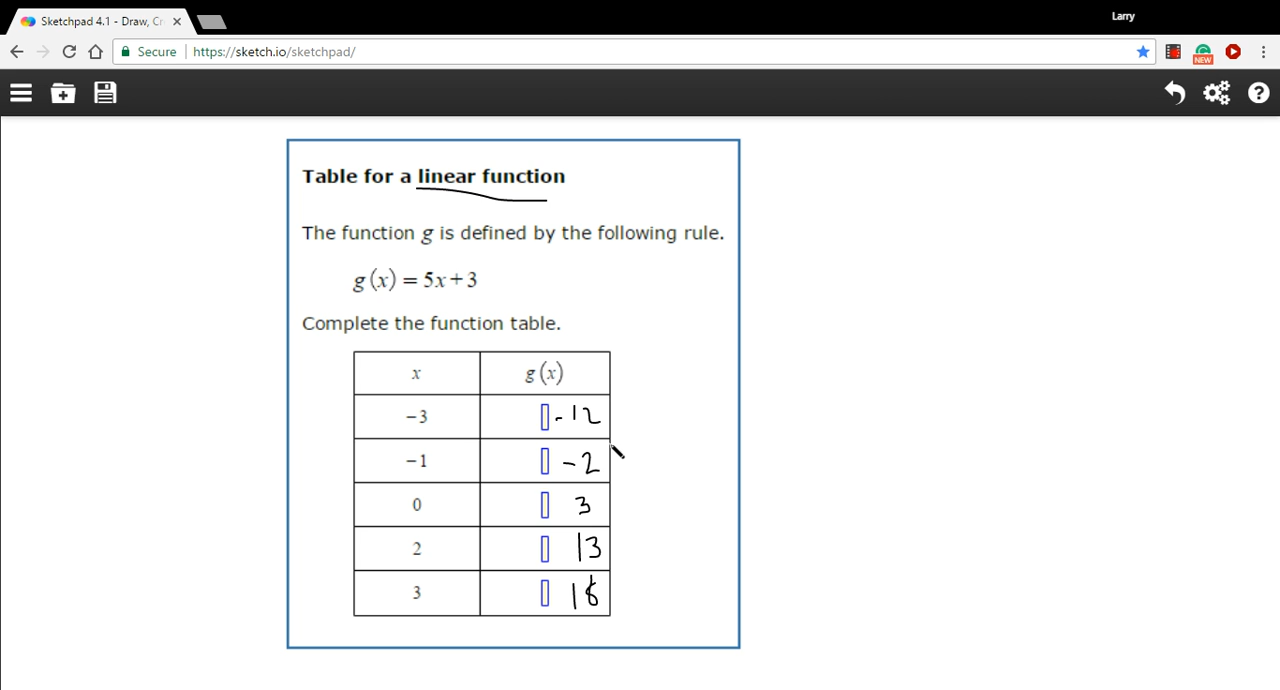 Sketchpad 4.1 - Draw, Cr
Larry
Secure https://sketch.io/sketchpad/
NEW
Table for a linear function
The function g is defined by the following rule.
g(x) = 5x+3
Complete the function table.
x g(x)
−3 -12
−1 -2
0 3
2 13
3 18